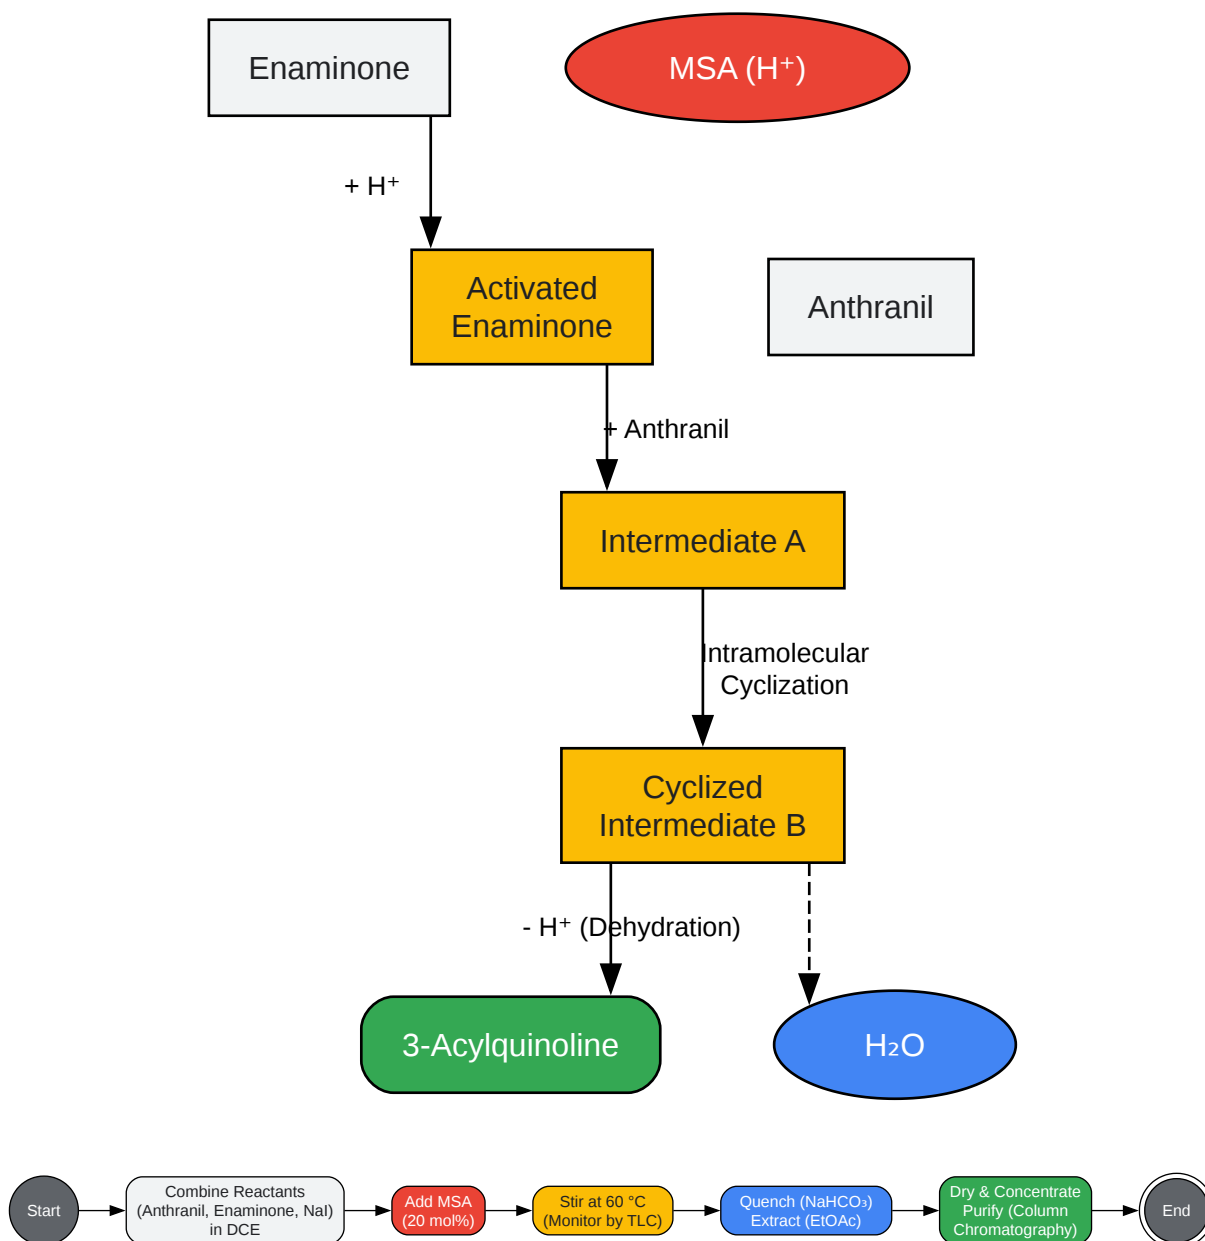 Enaminone
MSA (H⁺)
+ H⁺
Activated
Enaminone
Anthranil
+ Anthranil
Intermediate A
Intramolecular
Cyclization
Cyclized
Intermediate B
- H⁺ (Dehydration)
3-Acylquinoline
H₂O
Start
Combine Reactants
(Anthranil, Enaminone, NaI)
in DCE
Add MSA
(20 mol%)
Stir at 60 °C
(Monitor by TLC)
Quench (NaHCO₃)
Extract (EtOAc)
Dry & Concentrate
Purify (Column
Chromatography)
End